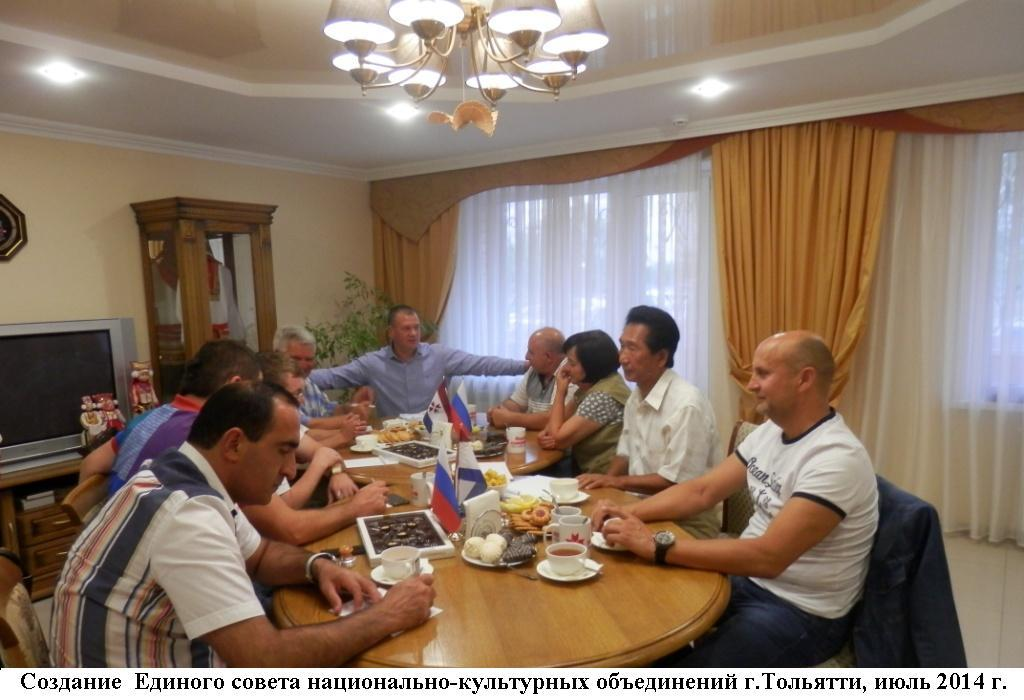 Создание  Единого совета национально-культурных объединений г.Тольятти, июль 2014 г.